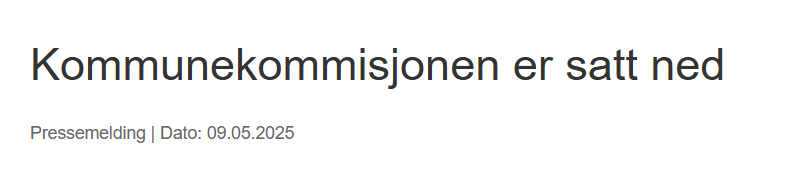 Kommunekommisjonen er satt ned
Pressemelding | Dato: 09.05.2025